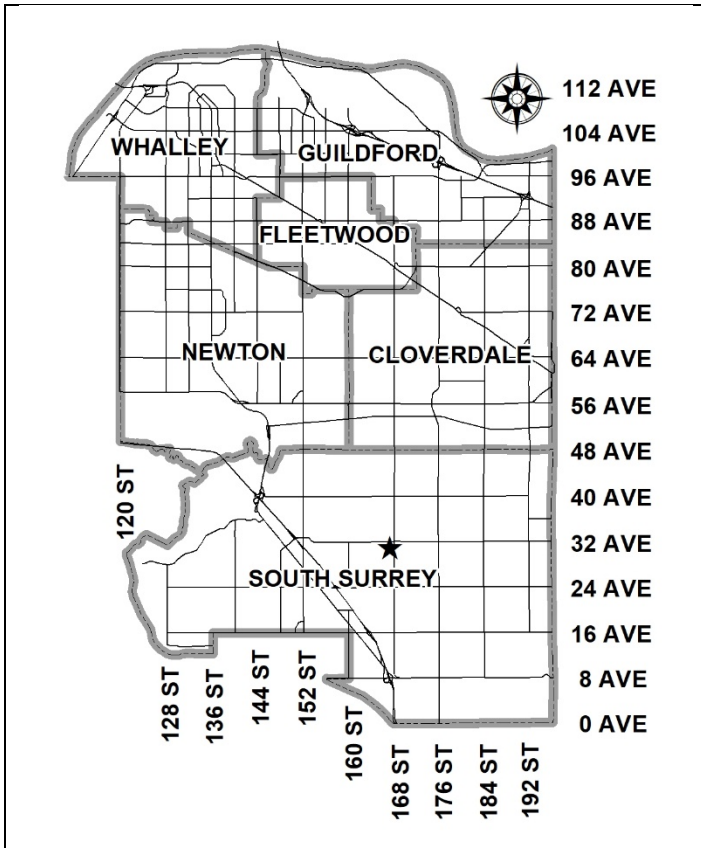 112 AVE
104 AVE
WHALLEY
GUILDFORD
96 AVE
88 AVE
FLEETWOOD
80 AVE
72 AVE
NEWTON
CLOVERDALE
64 AVE
56 AVE
48 AVE
120 ST
40 AVE
32 AVE
SOUTH SURREY
24 AVE
16 AVE
128 ST
136 ST
144 ST
152 ST
160 ST
168 ST
176 ST
184 ST
192 ST
8 AVE
0 AVE